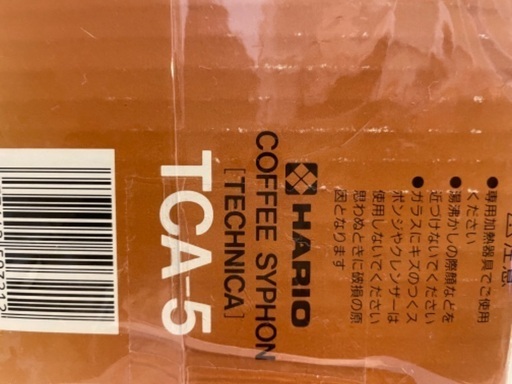 注意
●専用加熱器具でご使用
ください
●湯沸かしの際顔などを
近づけないでください
●ガラスにキズのつくス
ポンジやクレンザーは
使用しないでください
思わぬときに破損の原
因となります
HARIO
COFFEE SYPHON
[TECHNICA]
TCA-5